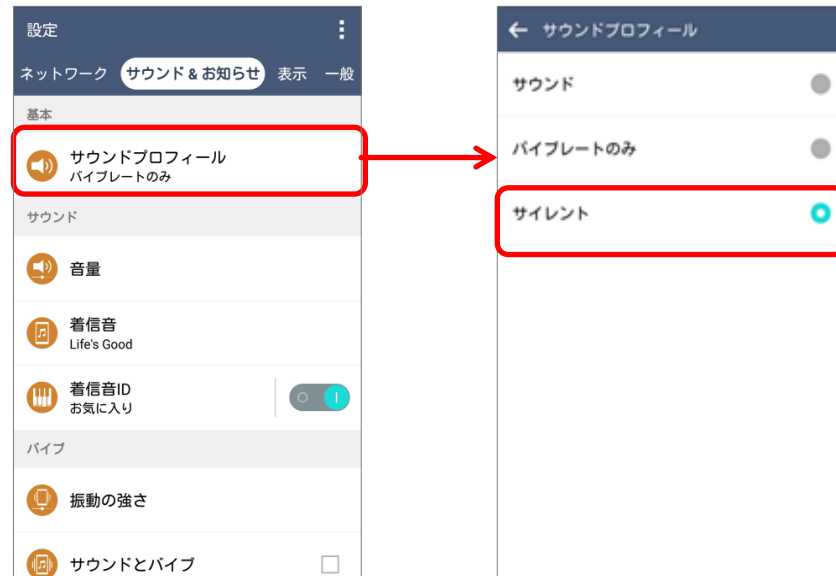 設定
ネットワーク サウンド & お知らせ 表示 一般
基本
サウンドプロフィール
バイブレートのみ
サウンド
音量
着信音
Life's Good
着信音ID
お気に入り
バイブ
振動の強さ
サウンドとバイブ
サウンドプロフィール
サウンド
バイブレートのみ
サイレント